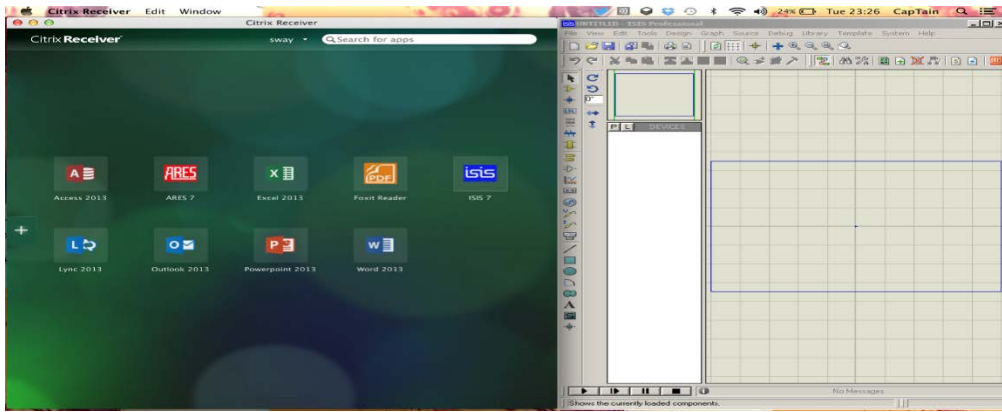 Citrix Receiver Edit Window 24% Tue 23:26 CapTain
Citrix Receiver
Citrix Receiver sway Search for apps
A ARES X PDF isis
Access 2013 ARES 7 Excel 2013 Foxit Reader ISIS 7
L O P W
Lync 2013 Outlook 2013 Powerpoint 2013 Word 2013
isis UNTITLED - ISIS Professional
File View Edit Tools Design Graph Source Debug Library Template System Help
0°
P L DEVICES
A
No Messages
Shows the currently loaded components.